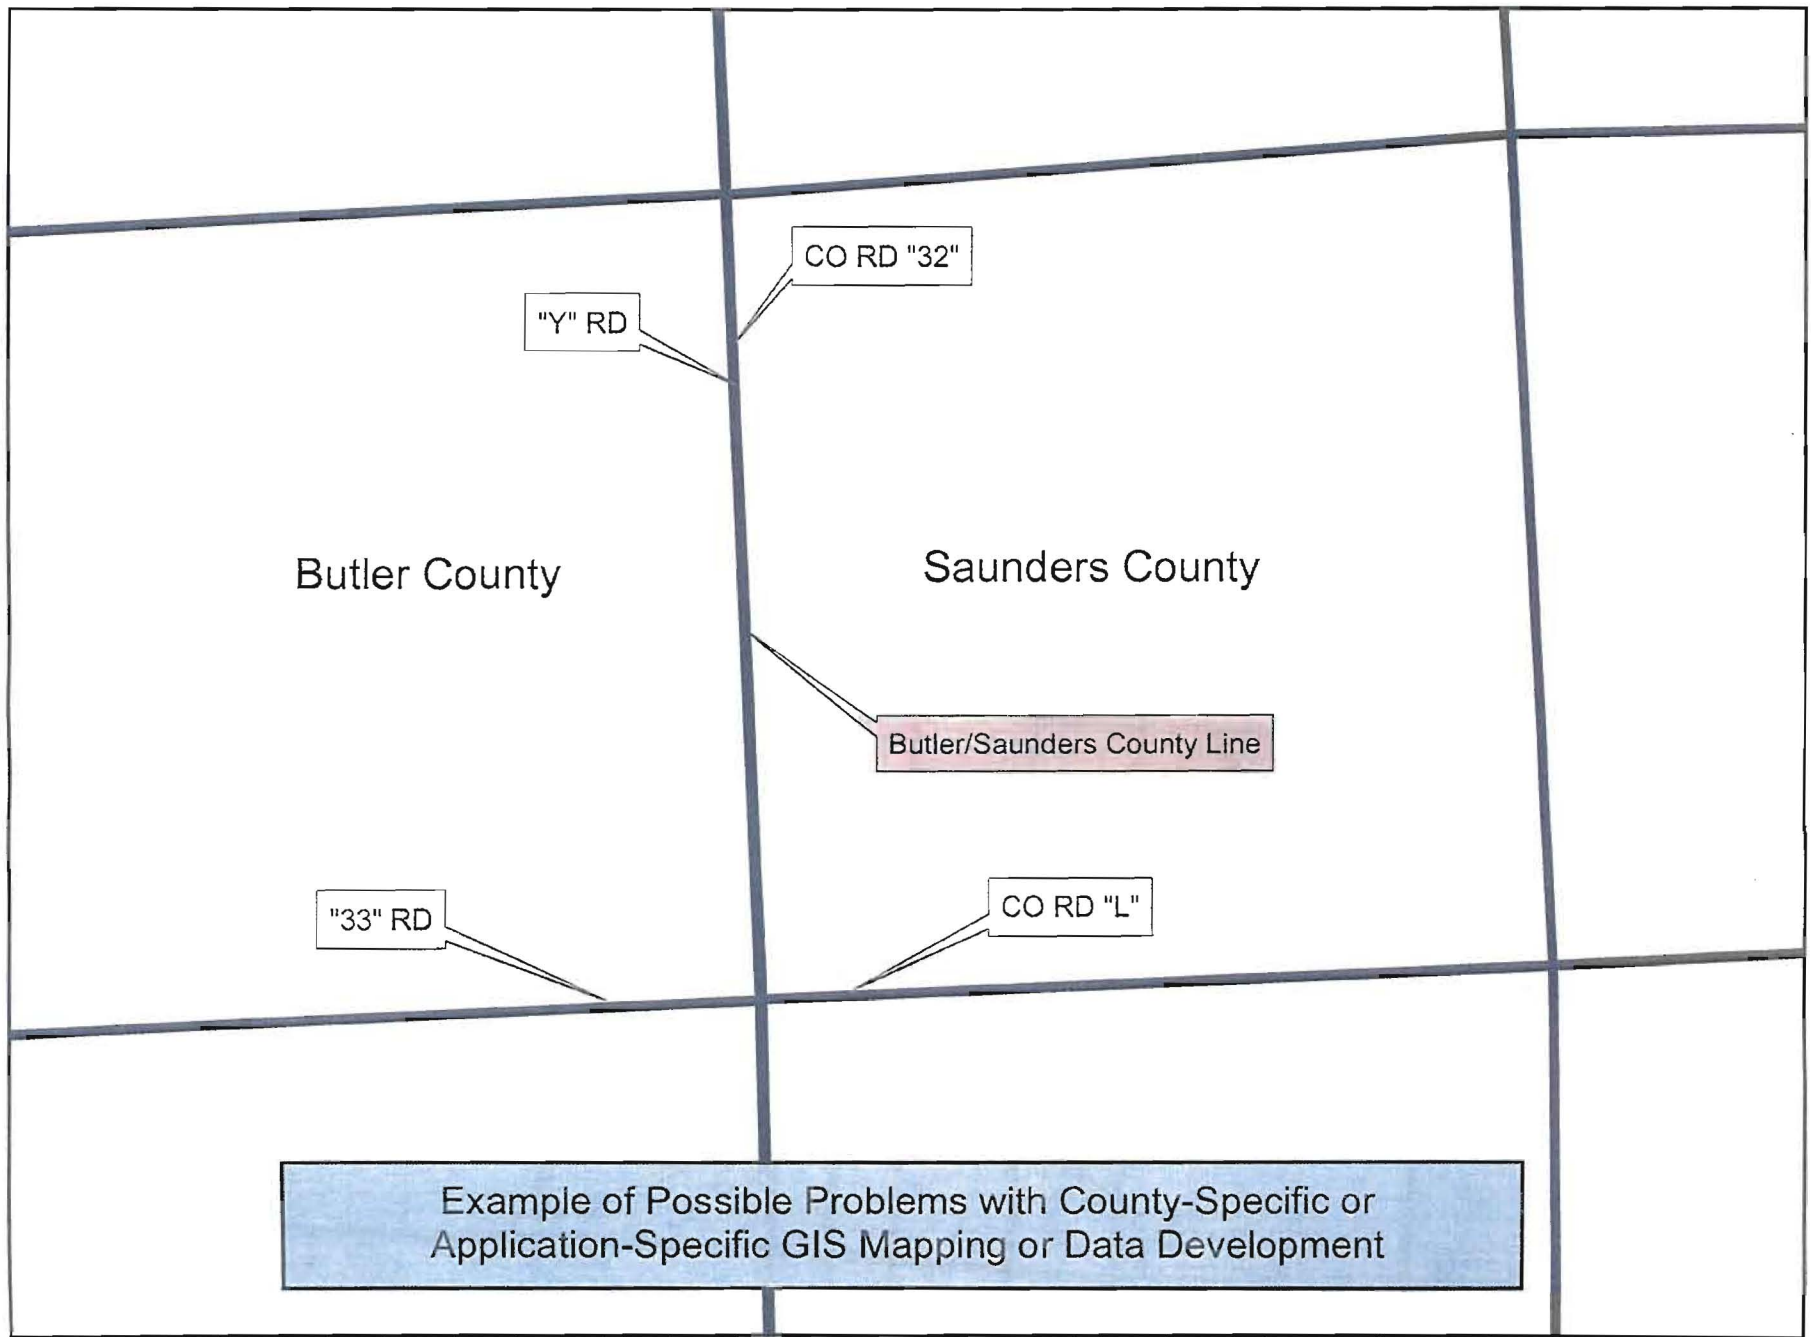 CO RD "32"
"Y" RD
Butler County
Saunders County
Butler/Saunders County Line
"33" RD
CO RD "L"
Example of Possible Problems with County-Specific or
Application-Specific GIS Mapping or Data Development